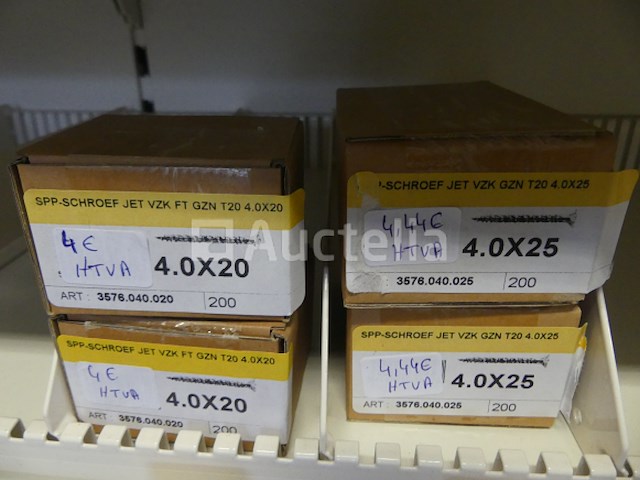 SPP-SCHROEF JET VZK FT GZN T20 4.0X20
4€
HTVA
4.0X20
ART : 3576.040.020 200
-SCHROEF JET VZK GZN T20 4.0X25
4,44€
HTVA
4.0X25
ART : 3576.040.025 200
SPP-SCHROEF JET VZK FT GZN T20 4.0X20
4€
HTVA
4.0X20
ART : 3576.040.020 200
SPP-SCHROEF JET VZK GZN T20 4.0X25
4,44€
HTVA
4.0X25
ART : 3576.040.025 200